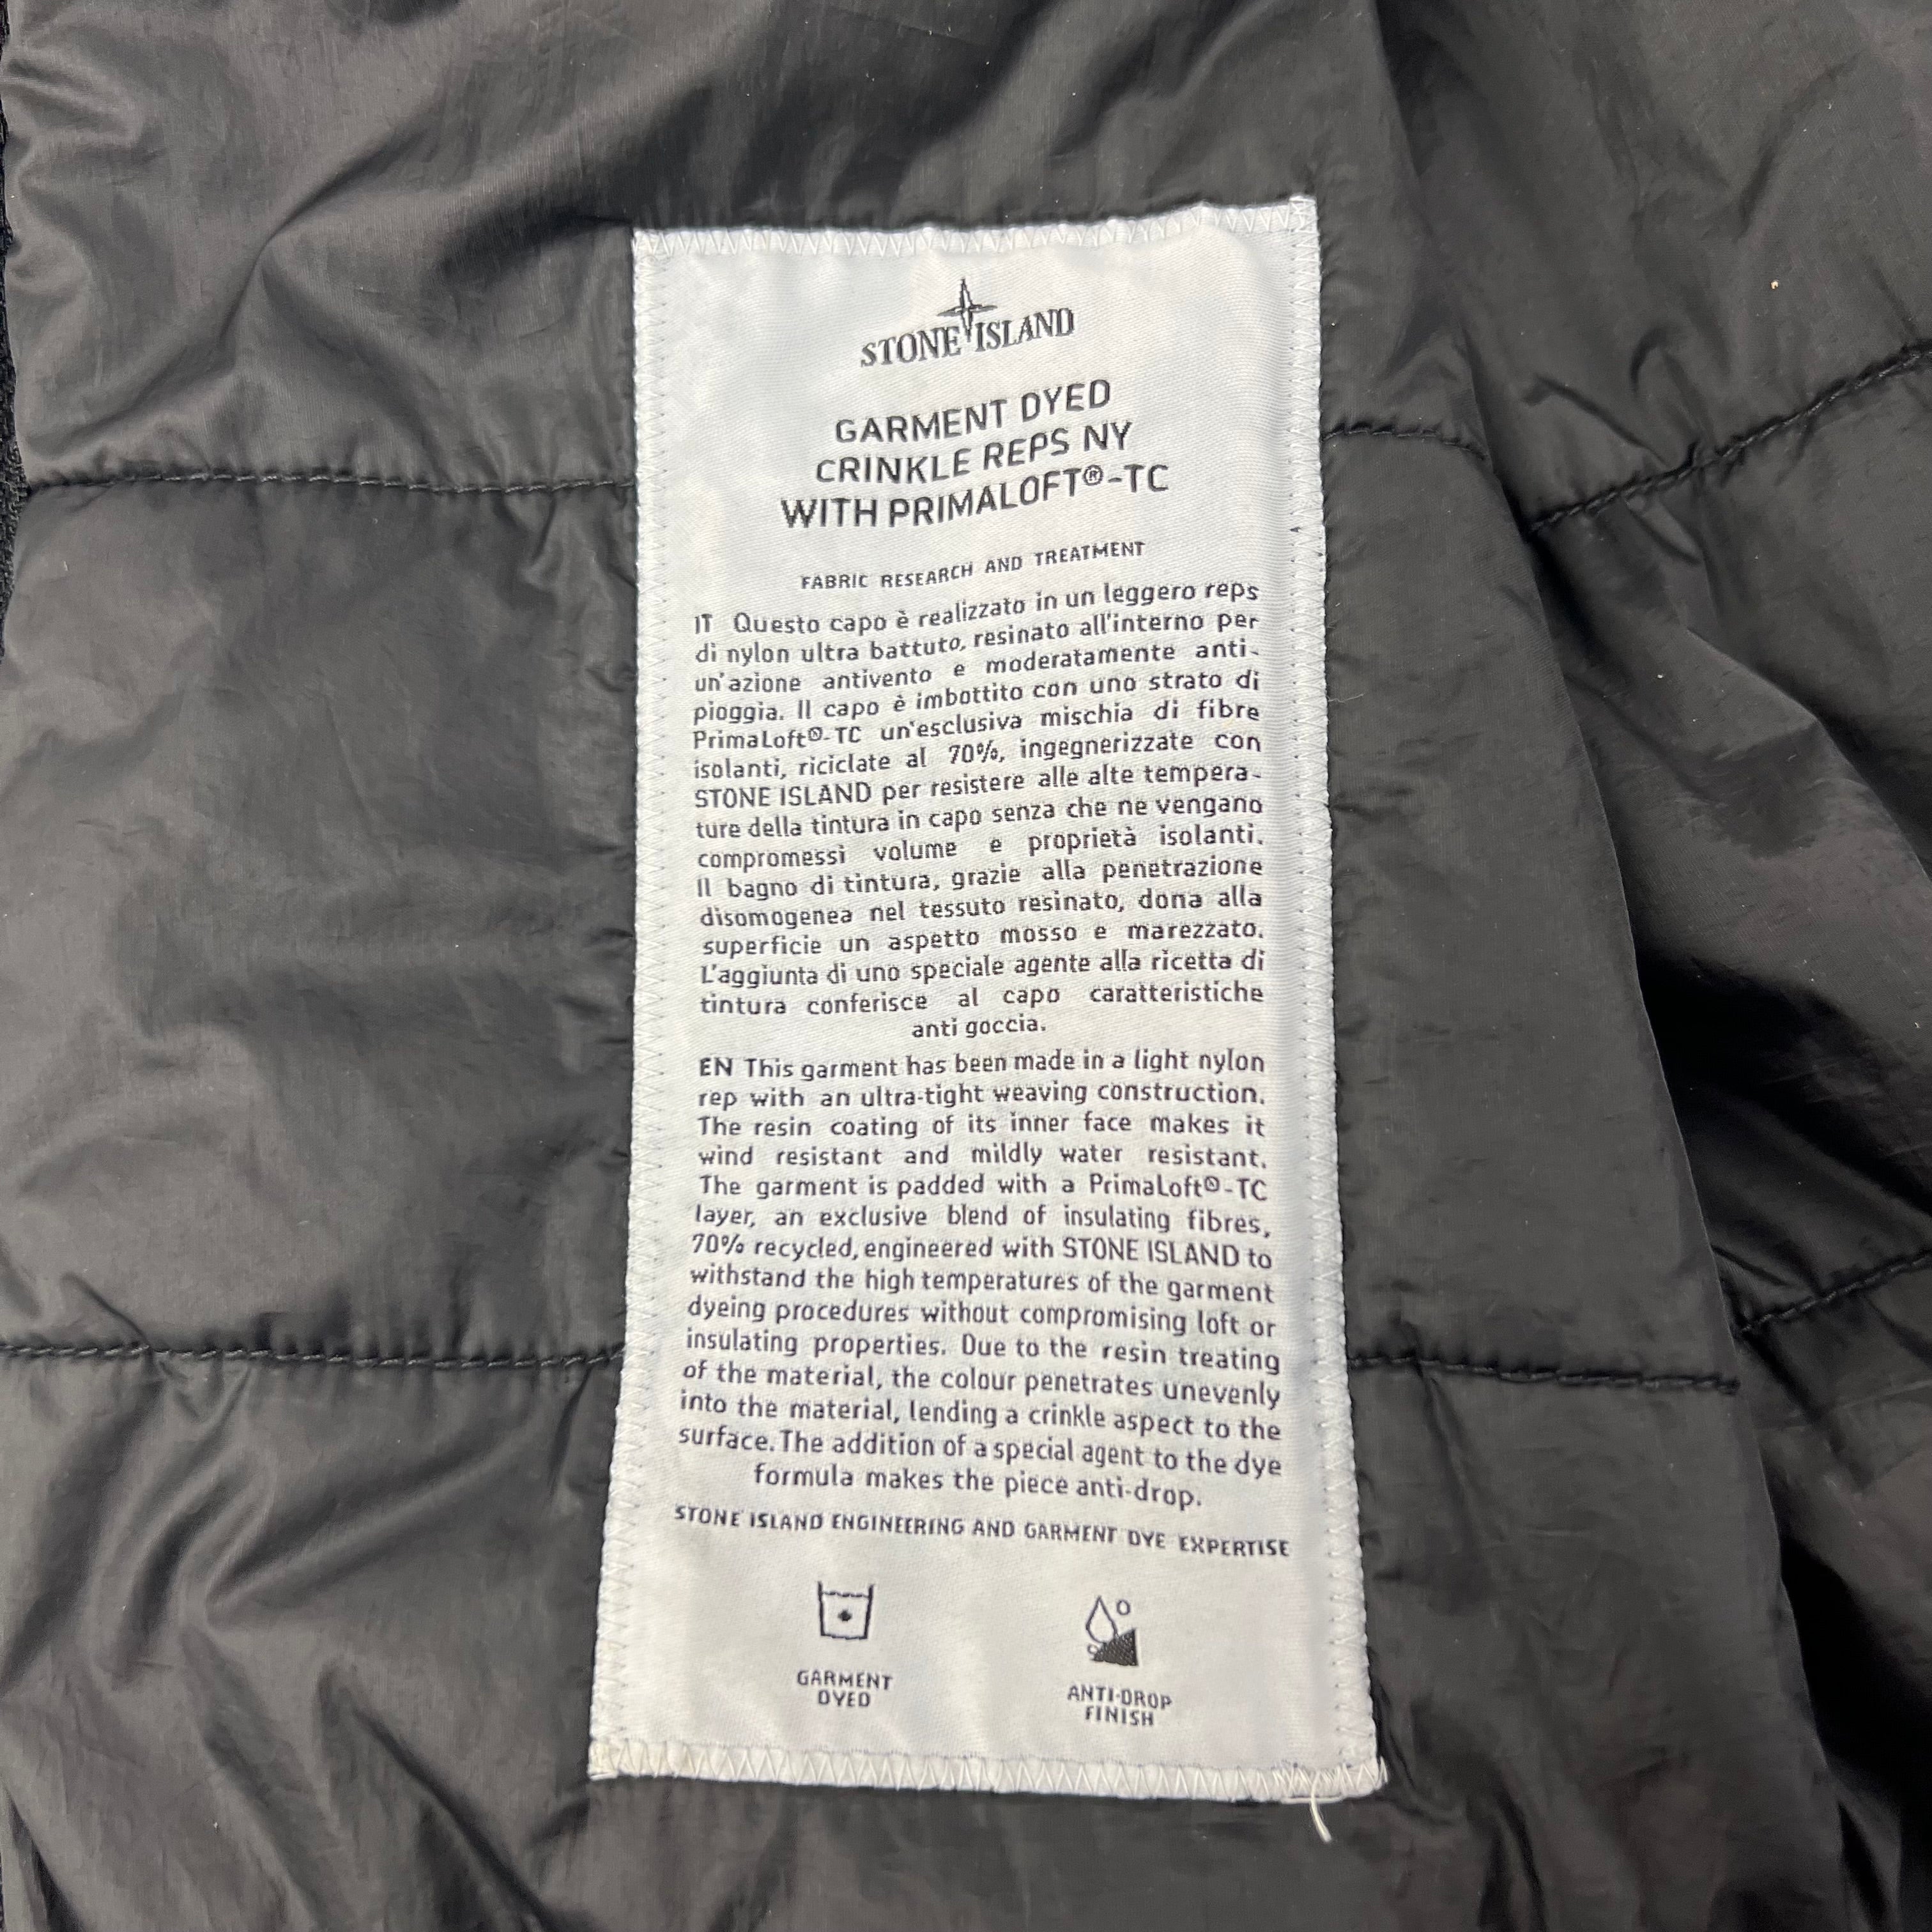 STONE ISLAND
GARMENT DYED
CRINKLE REPS NY
WITH PRIMALOFT®-TC
FABRIC RESEARCH AND TREATMENT
IT Questo capo è realizzato in un leggero reps
di nylon ultra battuto, resinato all'interno per
un'azione antivento e moderatamente anti-
pioggia. Il capo è imbottito con uno strato di
PrimaLoft®-TC un'esclusiva mischia di fibre
isolanti, riciclate al 70%, ingegnerizzate con
STONE ISLAND per resistere alle alte tempera-
ture della tintura in capo senza che ne vengano
compromessi volume e proprietà isolanti.
Il bagno di tintura, grazie alla penetrazione
disomogenea nel tessuto resinato, dona alla
superficie un aspetto mosso e marezzato.
L'aggiunta di uno speciale agente alla ricetta di
tintura conferisce al capo caratteristiche
anti goccia.
EN This garment has been made in a light nylon
rep with an ultra-tight weaving construction.
The resin coating of its inner face makes it
wind resistant and mildly water resistant.
The garment is padded with a PrimaLoft®-TC
layer, an exclusive blend of insulating fibres,
70% recycled, engineered with STONE ISLAND to
withstand the high temperatures of the garment
dyeing procedures without compromising loft or
insulating properties. Due to the resin treating
of the material, the colour penetrates unevenly
into the material, lending a crinkle aspect to the
surface. The addition of a special agent to the dye
formula makes the piece anti-drop.
STONE ISLAND ENGINEERING AND GARMENT DYE EXPERTISE
GARMENT
DYED
ANTI-DROP
FINISH